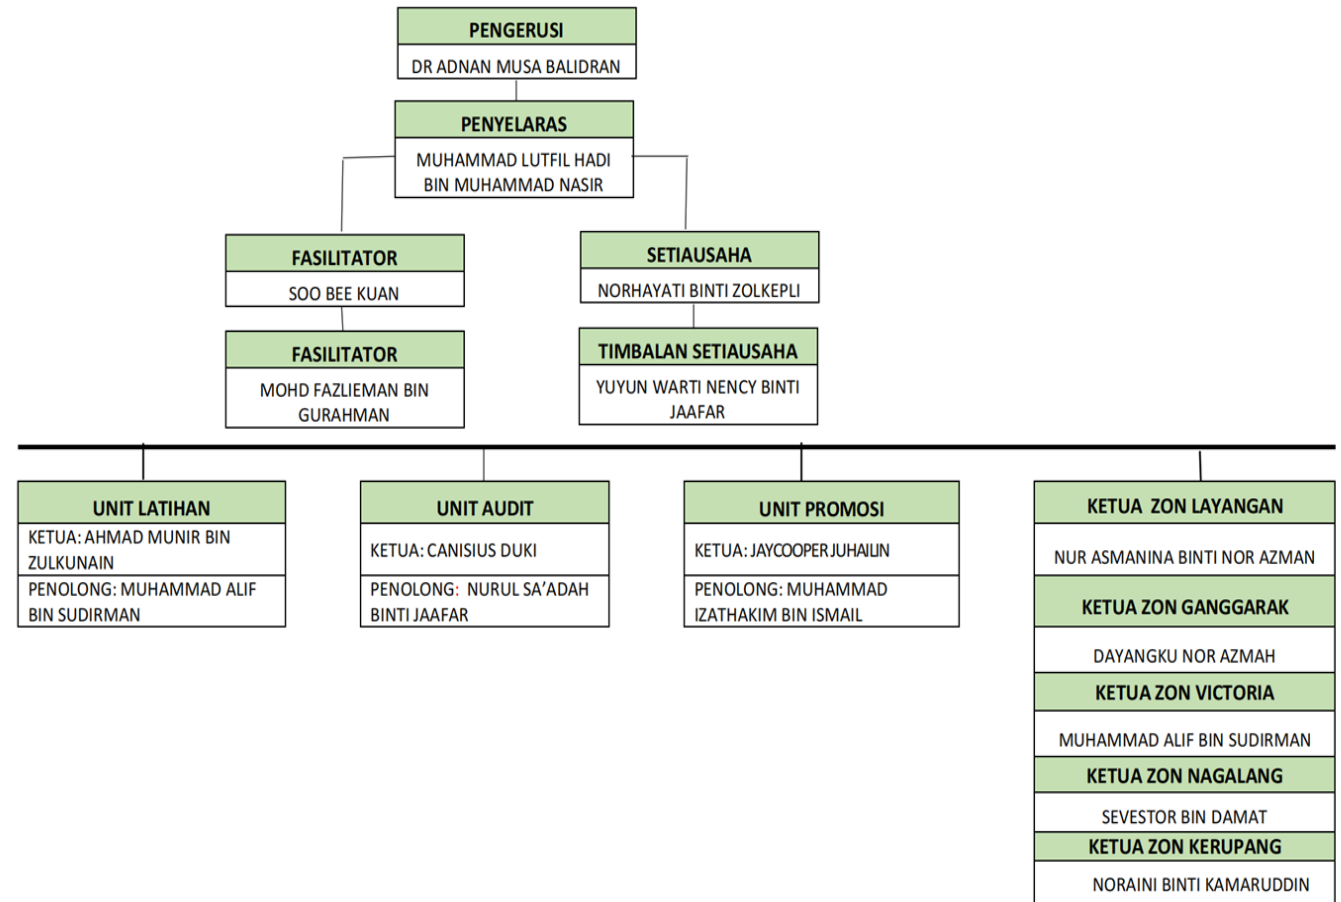 PENGERUSI
DR ADNAN MUSA BALIDRAN
PENYELARAS
MUHAMMAD LUTFIL HADI
BIN MUHAMMAD NASIR
FASILITATOR
SOO BEE KUAN
FASILITATOR
MOHD FAZLIEMAN BIN
GURAHMAN
SETIAUSAHA
NORHAYATI BINTI ZOLKEPLI
TIMBALAN SETIAUSAHA
YUYUN WARTI NENCY BINTI
JAAFAR
UNIT LATIHAN
KETUA: AHMAD MUNIR BIN
ZULKUNAIN
PENOLONG: MUHAMMAD ALIF
BIN SUDIRMAN
UNIT AUDIT
KETUA: CANISIUS DUKI
PENOLONG: NURUL SA'ADAH
BINTI JAAFAR
UNIT PROMOSI
KETUA: JAYCOOPER JUHAILIN
PENOLONG: MUHAMMAD
IZATHAKIM BIN ISMAIL
KETUA ZON LAYANGAN
NUR ASMANINA BINTI NOR AZMAN
KETUA ZON GANGGARAK
DAYANGKU NOR AZMAH
KETUA ZON VICTORIA
MUHAMMAD ALIF BIN SUDIRMAN
KETUA ZON NAGALANG
SEVESTOR BIN DAMAT
KETUA ZON KERUPANG
NORAINI BINTI KAMARUDDIN